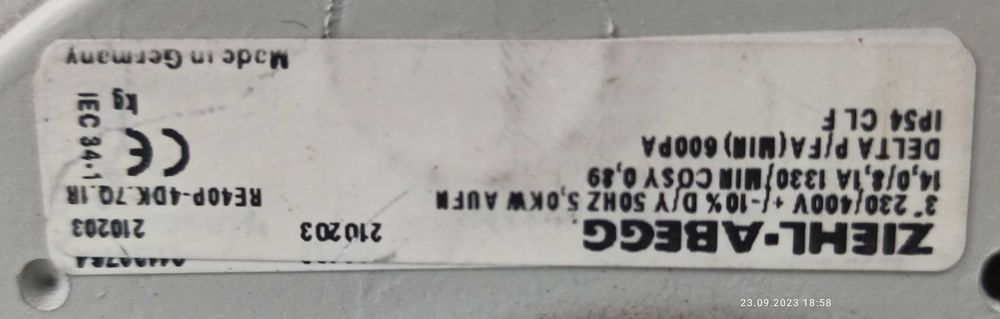 ZIEHL-ABEGG
210203
210203
3~230/400V +/-10% D/Y 50HZ 5,0KW AUFN
RE40P-4DK.7Q.1R
14,0/8,1A 1330/MIN COSY 0,89
DELTA P/FA(MIN) 600PA
IP54 CL F
CE
IEC 34-1
kg
Made in Germany
23.09.2023 18:58